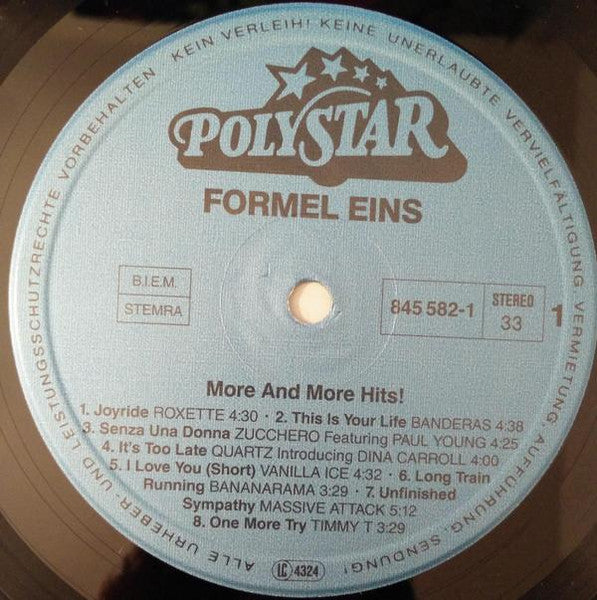 ALLE URHEBER- UND LEISTUNGSSCHUTZRECHTE VORBEHALTEN KEIN VERLEIH! KEINE UNERLAUBTE VERVIELFÄLTIGUNG VERMIETUNG, AUFFÜHRUNG, SENDUNG!
POLYSTAR
FORMEL EINS
B.I.E.M.
STEMRA
845 582-1
STEREO
33
1
More And More Hits!
1. Joyride ROXETTE 4:30 · 2. This Is Your Life BANDERAS 4:38
3. Senza Una Donna ZUCCHERO Featuring PAUL YOUNG 4:25
4. It's Too Late QUARTZ Introducing DINA CARROLL 4:00
5. I Love You (Short) VANILLA ICE 4:32 · 6. Long Train
Running BANANARAMA 3:29 · 7. Unfinished
Sympathy MASSIVE ATTACK 5:12
8. One More Try TIMMY T 3:29
LC 4324